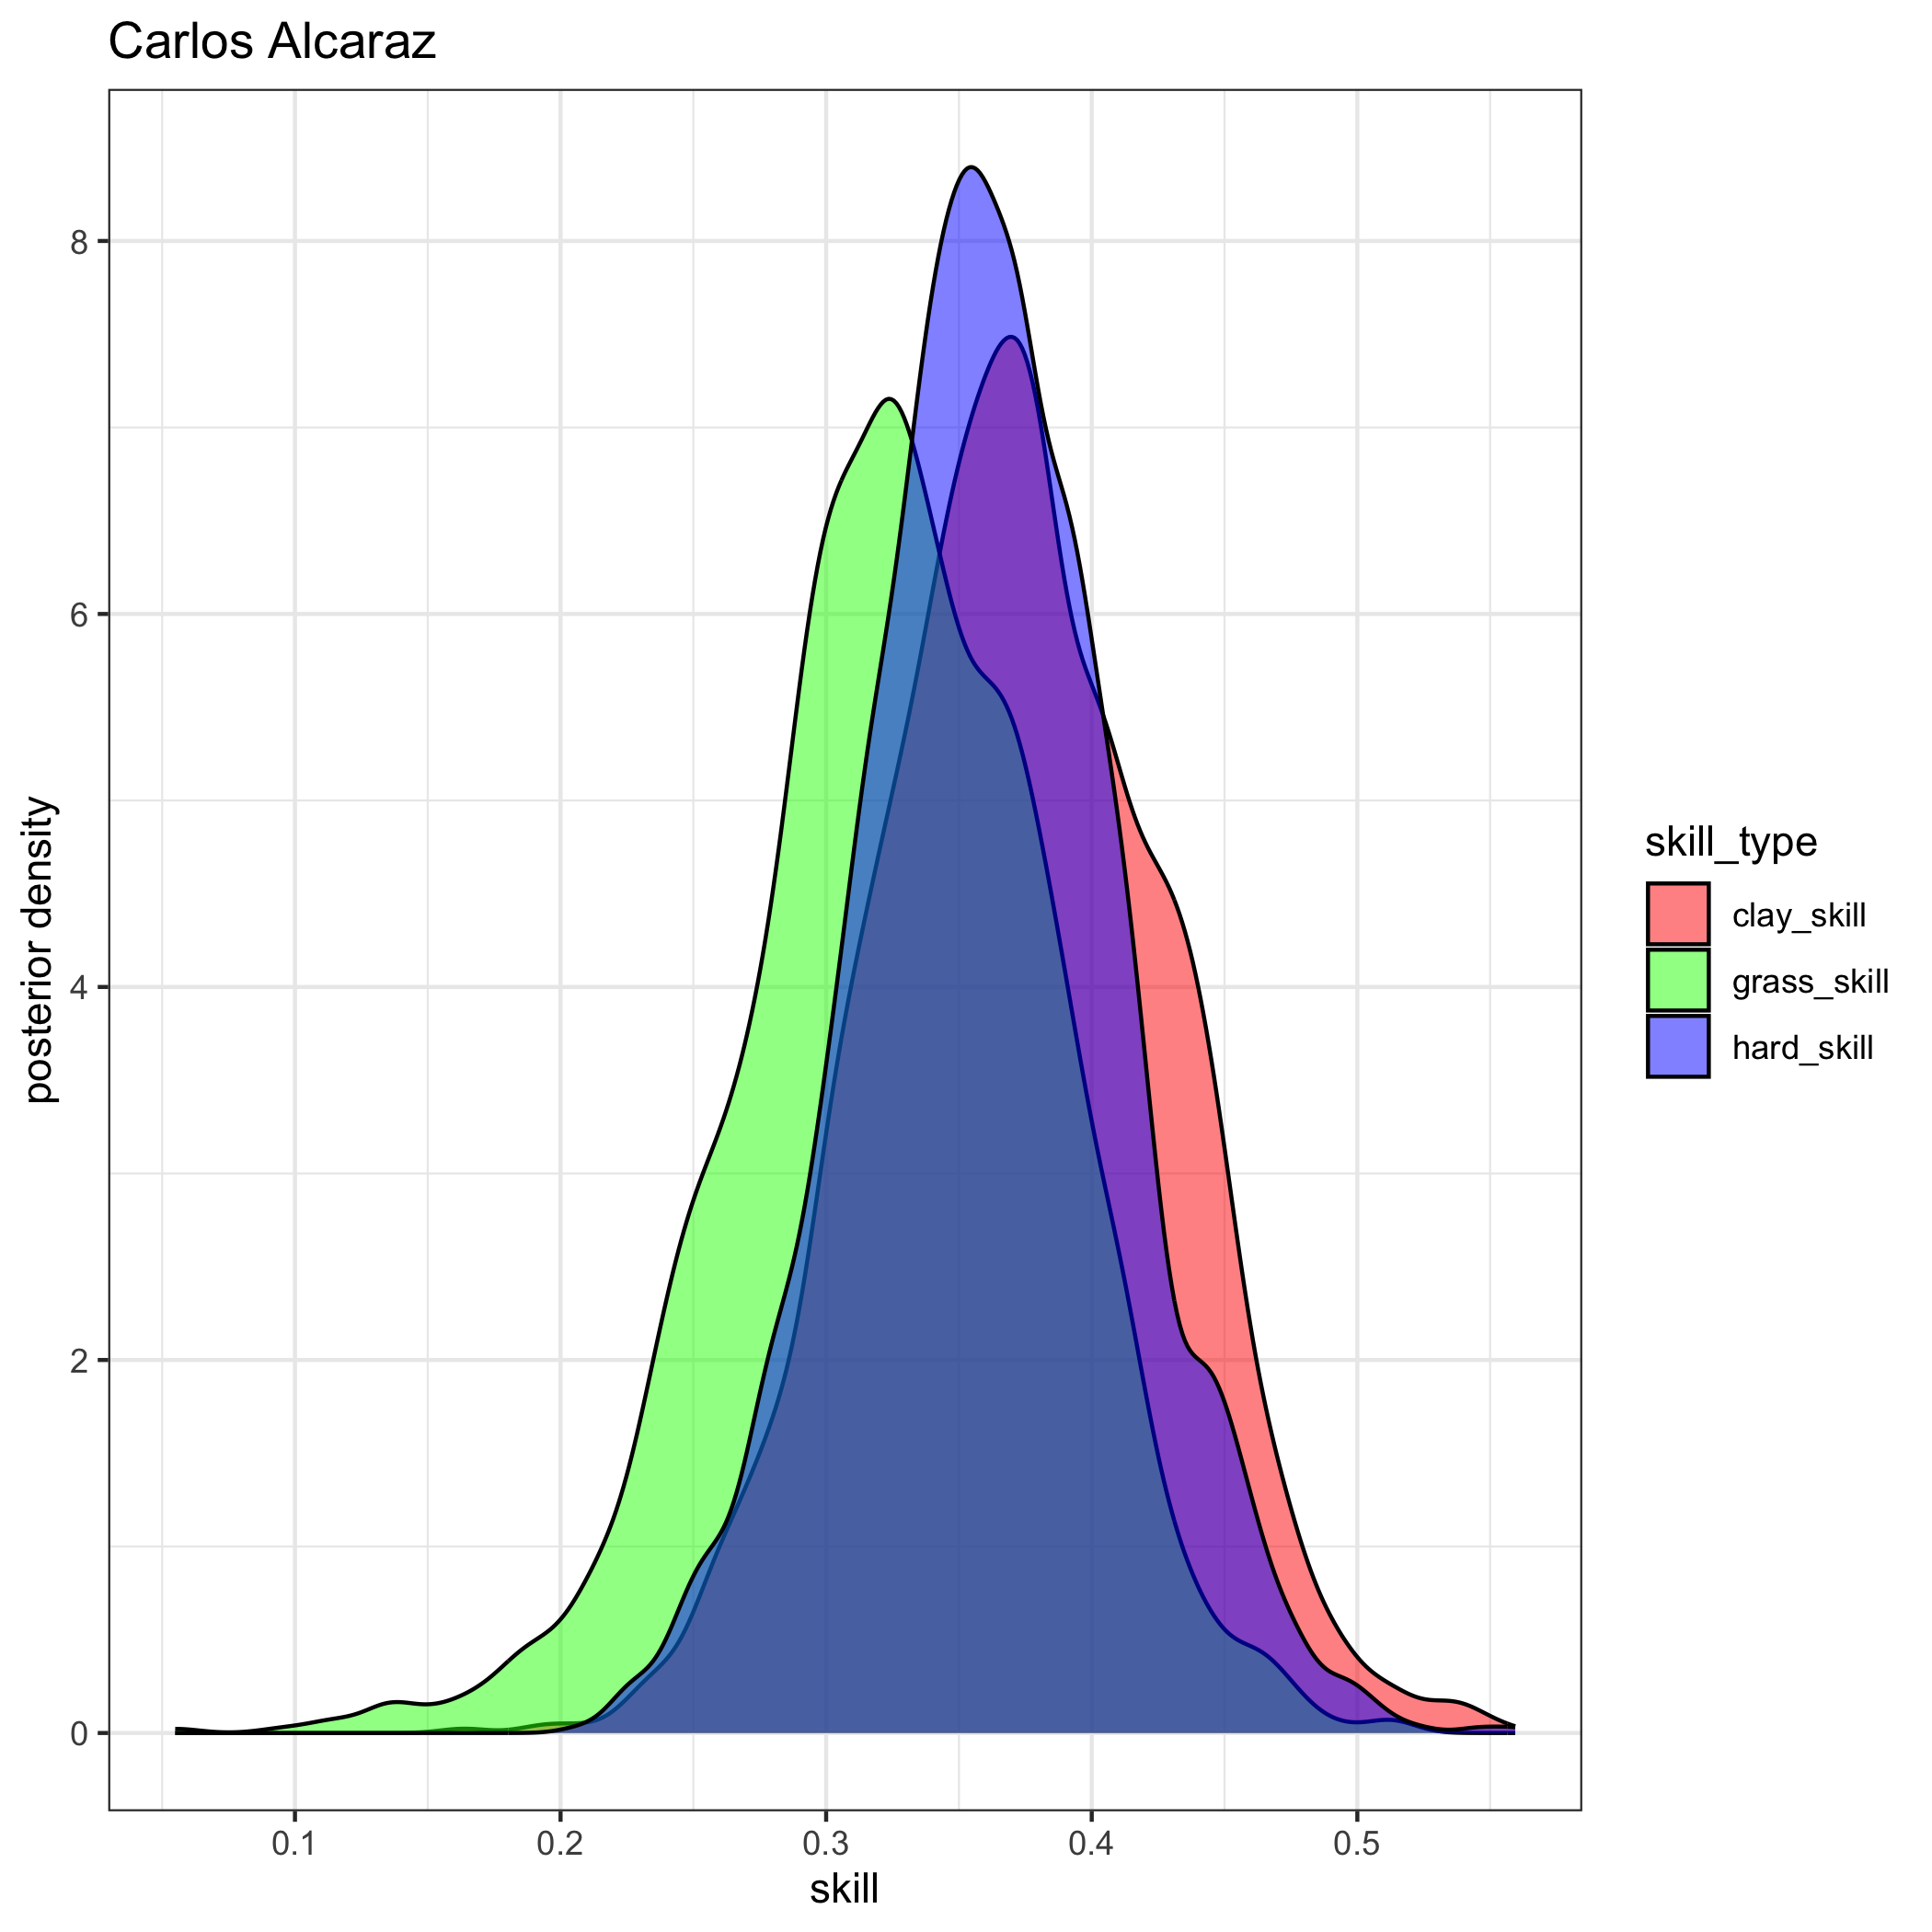 Carlos Alcaraz
8
6
4
2
0
posterior density
0.1 0.2 0.3 0.4 0.5
skill
skill_type
clay_skill
grass_skill
hard_skill